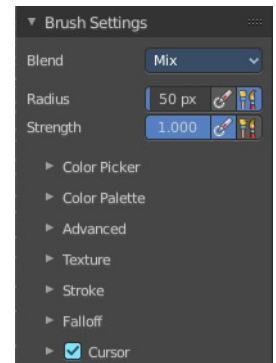 Brush Settings
Blend Mix
Radius 50 px
Strength 1.000
Color Picker
Color Palette
Advanced
Texture
Stroke
Falloff
Cursor